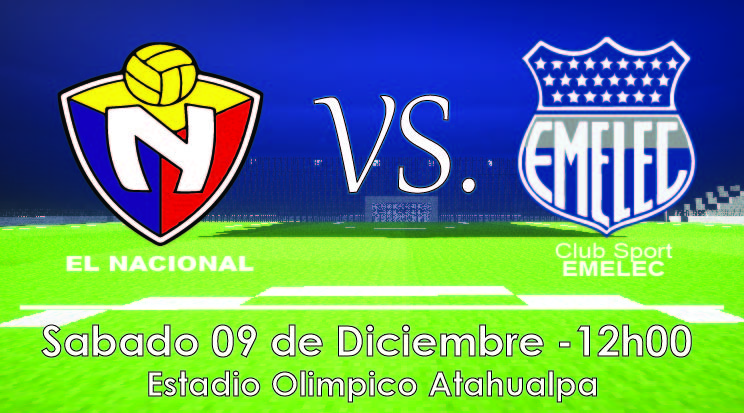 N
VS.
EMELEC
EL NACIONAL
Club Sport
EMELEC
Sabado 09 de Diciembre -12h00
Estadio Olimpico Atahualpa